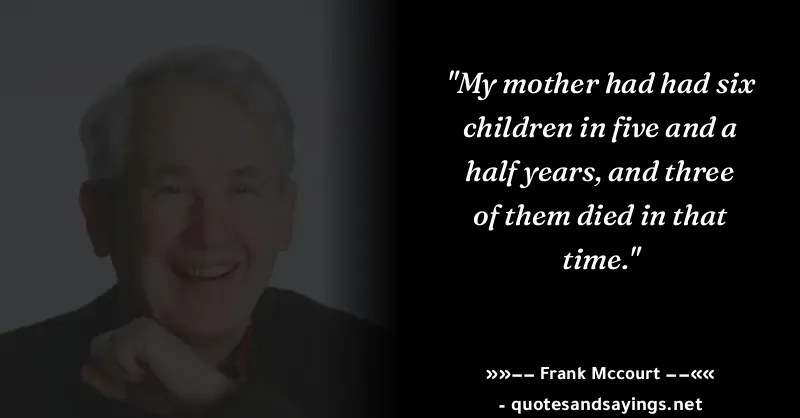 "My mother had had six
children in five and a
half years, and three
of them died in that
time."
»»−− Frank Mccourt −−««
- quotesandsayings.net